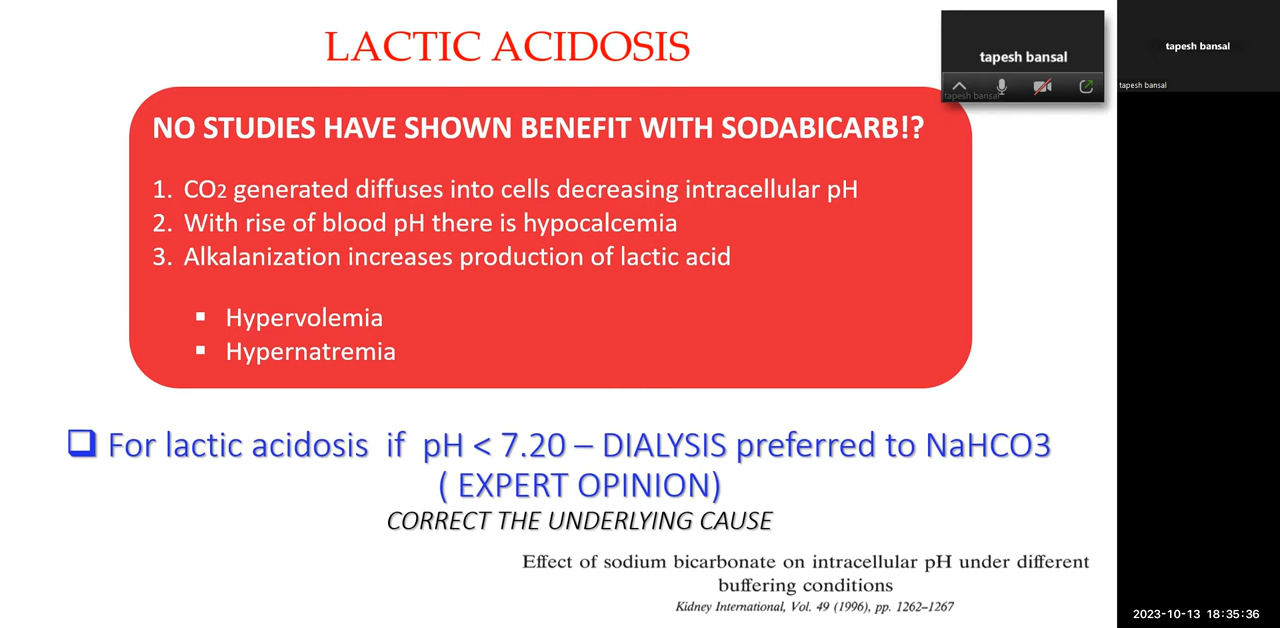 LACTIC ACIDOSIS
NO STUDIES HAVE SHOWN BENEFIT WITH SODABICARB!?
1. CO2 generated diffuses into cells decreasing intracellular pH
2. With rise of blood pH there is hypocalcemia
3. Alkalanization increases production of lactic acid
▪ Hypervolemia
▪ Hypernatremia
❑ For lactic acidosis if pH < 7.20 – DIALYSIS preferred to NaHCO3
( EXPERT OPINION)
CORRECT THE UNDERLYING CAUSE
Effect of sodium bicarbonate on intracellular pH under different
buffering conditions
Kidney International, Vol. 49 (1996), pp. 1262–1267
tapesh bansal
tapesh bansal
tapesh bansal
tapesh bansal
2023-10-13 18:35:36